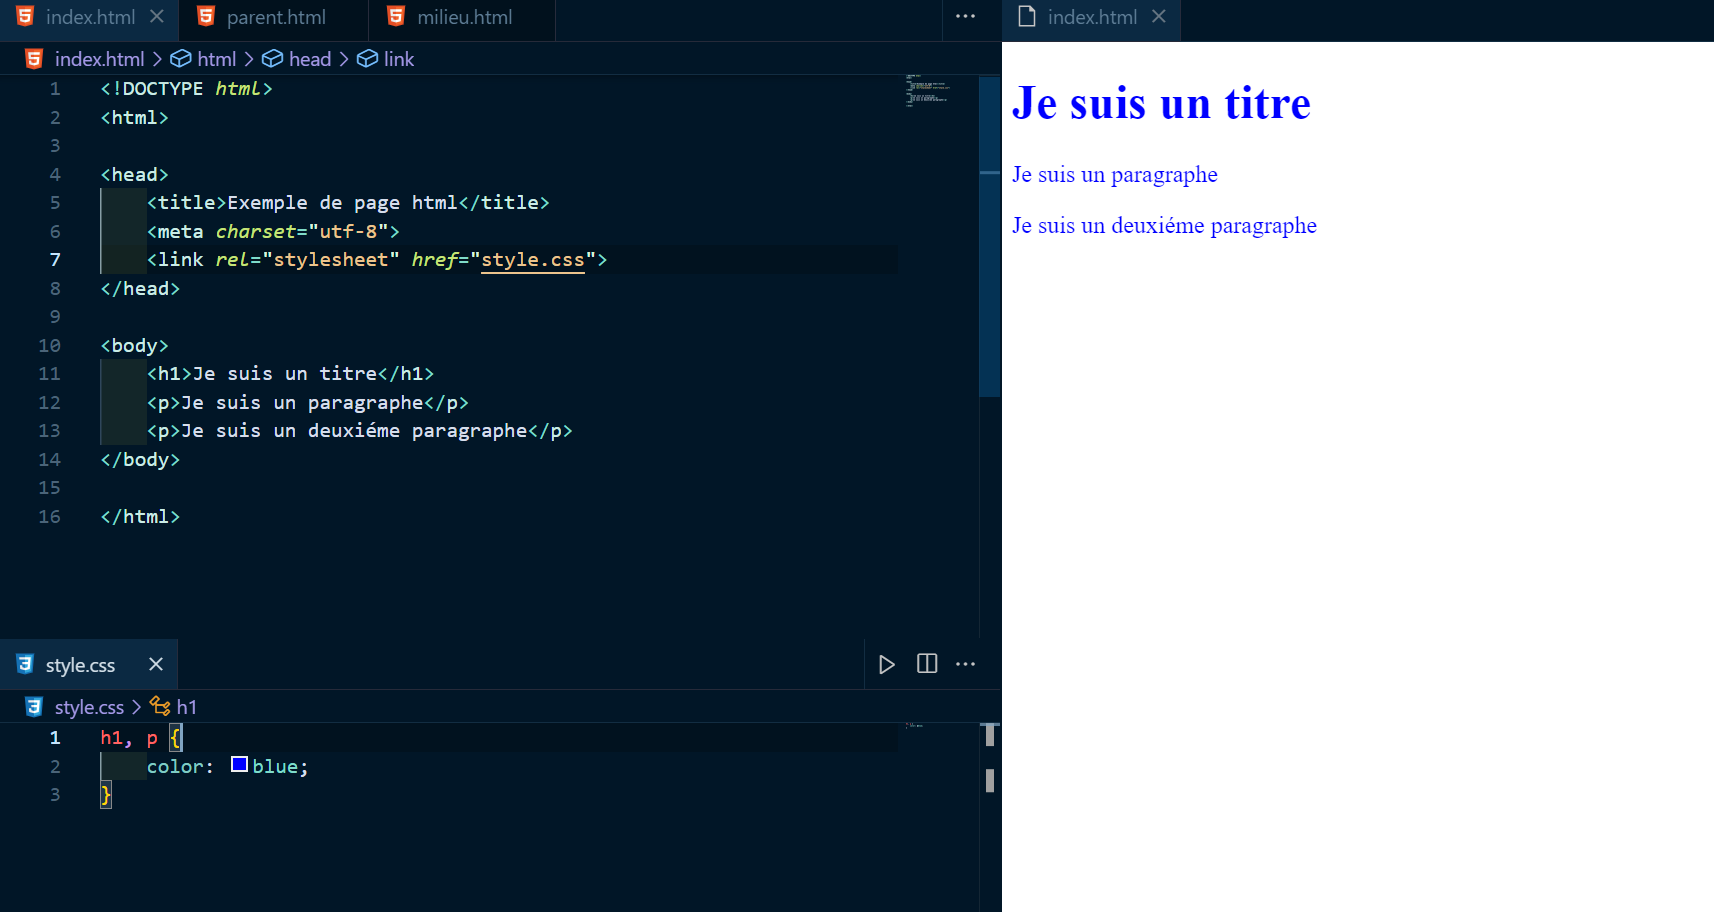 index.html parent.html milieu.html ···
index.html > html > head > link
1 <!DOCTYPE html>
2 <html>
3
4 <head>
5 <title>Exemple de page html</title>
6 <meta charset="utf-8">
7 <link rel="stylesheet" href="style.css">
8 </head>
9
10 <body>
11 <h1>Je suis un titre</h1>
12 <p>Je suis un paragraphe</p>
13 <p>Je suis un deuxiéme paragraphe</p>
14 </body>
15
16 </html>
style.css ···
style.css > h1
1 h1, p {
2 color: blue;
3 }
index.html
Je suis un titre
Je suis un paragraphe
Je suis un deuxiéme paragraphe